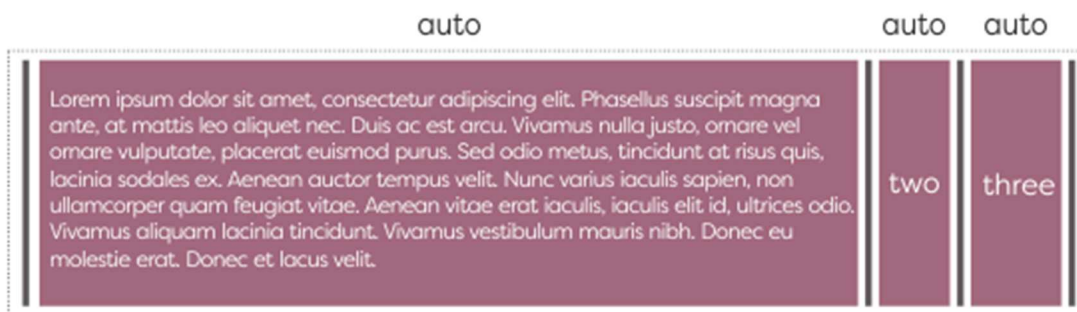 auto auto auto
Lorem ipsum dolor sit amet, consectetur adipiscing elit. Phasellus suscipit magna
ante, at mattis leo aliquet nec. Duis ac est arcu. Vivamus nulla justo, ornare vel
ornare vulputate, placerat euismod purus. Sed odio metus, tincidunt at risus quis,
lacinia sodales ex. Aenean auctor tempus velit. Nunc varius iaculis sapien, non
ullamcorper quam feugiat vitae. Aenean vitae erat iaculis, iaculis elit id, ultrices odio.
Vivamus aliquam lacinia tincidunt. Vivamus vestibulum mauris nibh. Donec eu
molestie erat. Donec et lacus velit.
two
three